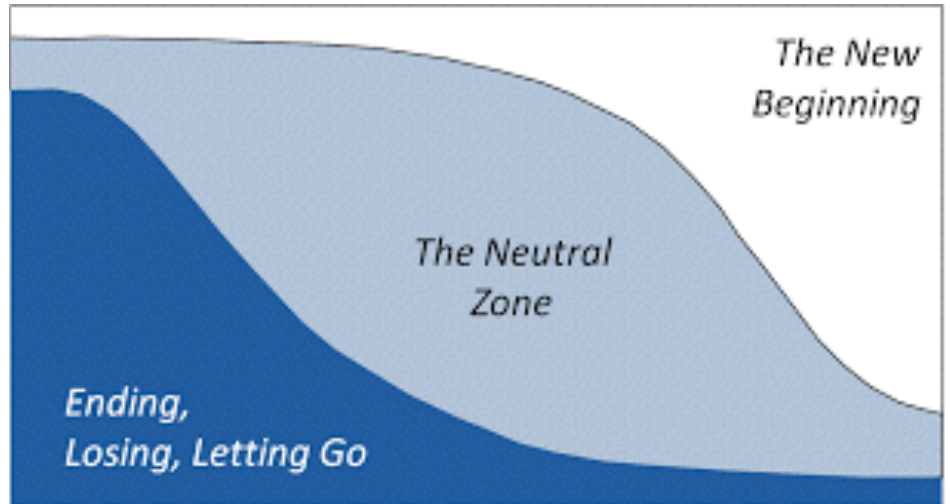 The New
Beginning
The Neutral
Zone
Ending,
Losing, Letting Go